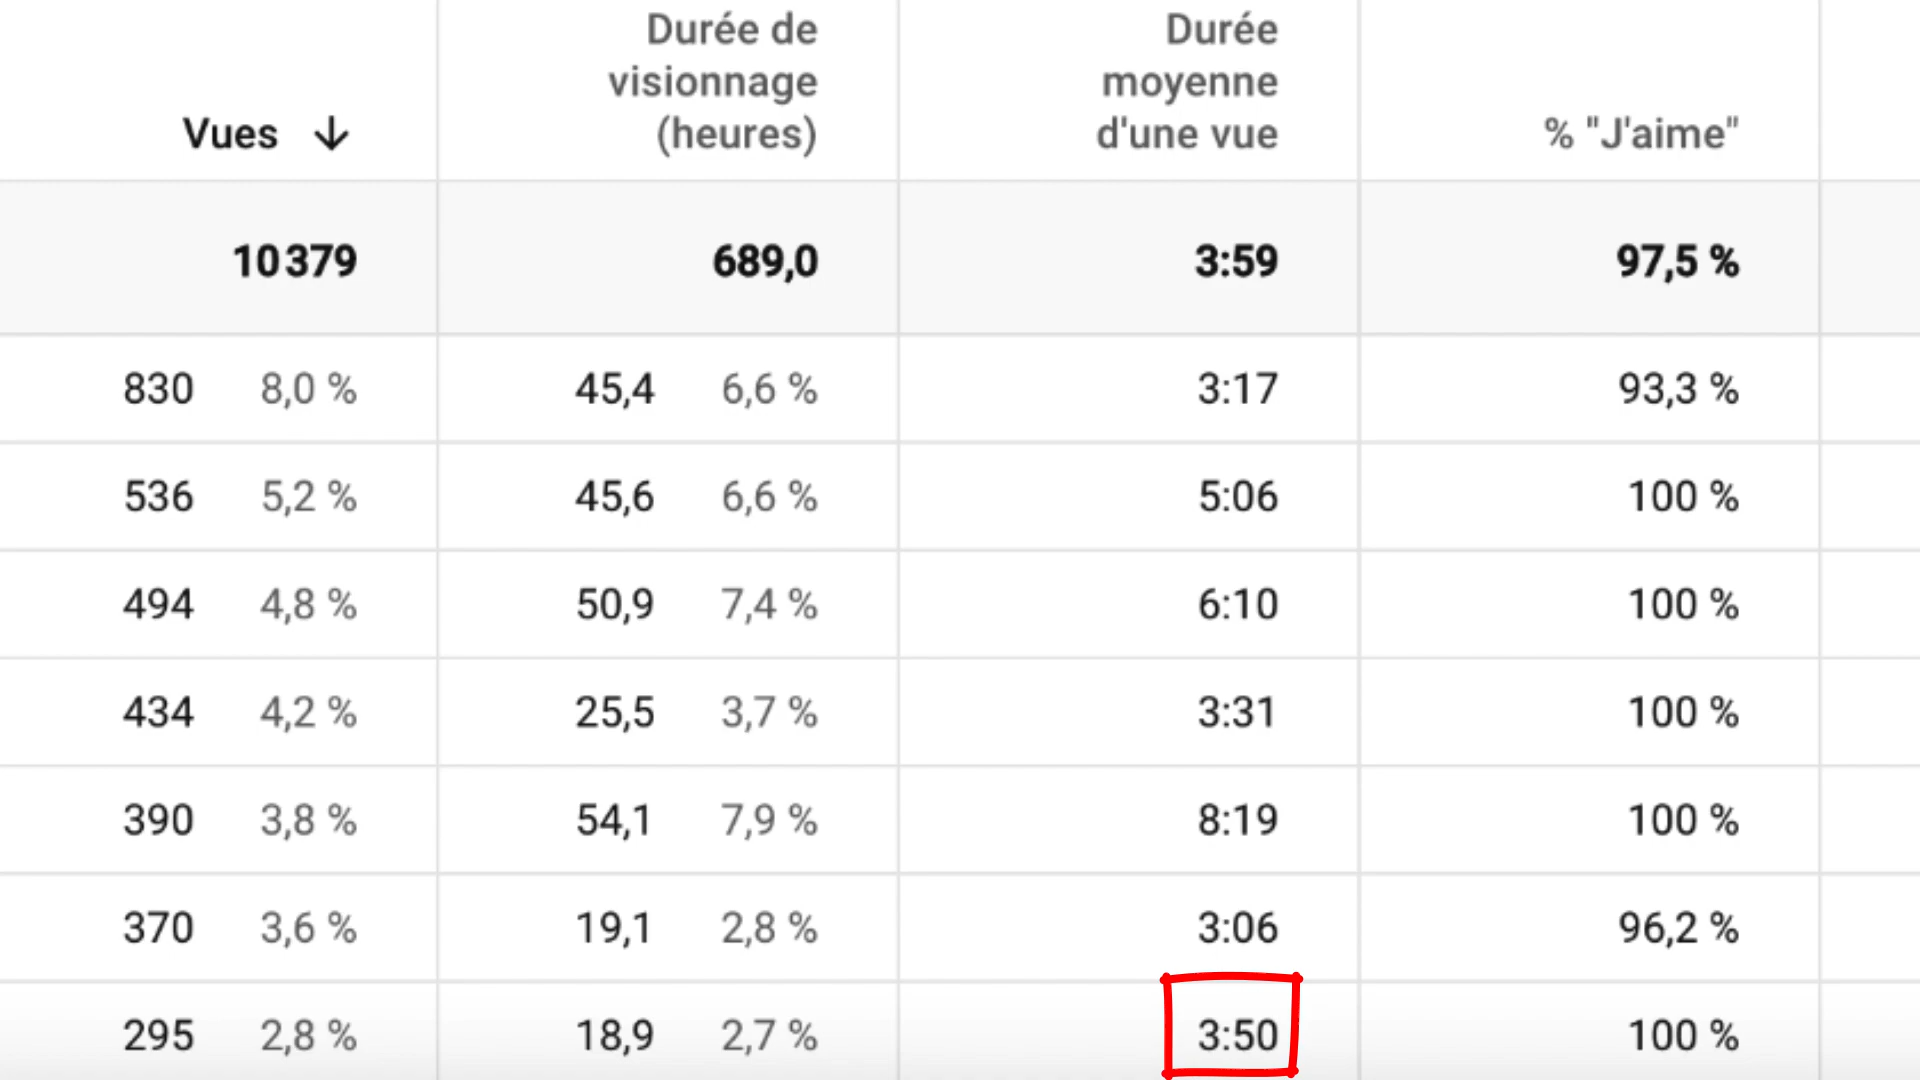 Vues ↓
Durée de
visionnage
(heures)
Durée
moyenne
d'une vue
% "J'aime"
10 379 689,0 3:59 97,5 %
830 8,0 % 45,4 6,6 % 3:17 93,3 %
536 5,2 % 45,6 6,6 % 5:06 100 %
494 4,8 % 50,9 7,4 % 6:10 100 %
434 4,2 % 25,5 3,7 % 3:31 100 %
390 3,8 % 54,1 7,9 % 8:19 100 %
370 3,6 % 19,1 2,8 % 3:06 96,2 %
295 2,8 % 18,9 2,7 % 3:50 100 %